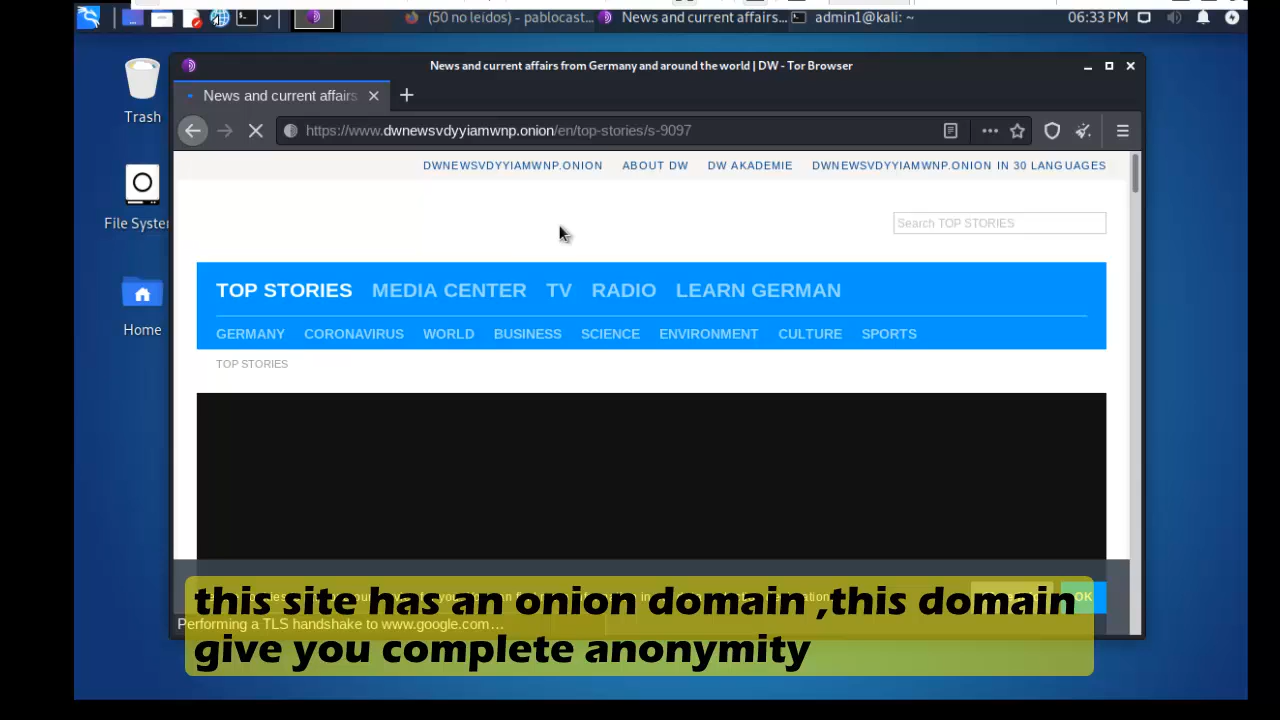 (50 no leídos) - pablocast...
News and current affairs...
admin1@kali: ~
06:33 PM
Trash
File System
Home
News and current affairs from Germany and around the world | DW - Tor Browser
News and current affairs
https://www.dwnewsvdyyiamwnp.onion/en/top-stories/s-9097
DWNEWSVDYYIAMWNP.ONION ABOUT DW DW AKADEMIE DWNEWSVDYYIAMWNP.ONION IN 30 LANGUAGES
Search TOP STORIES
TOP STORIES MEDIA CENTER TV RADIO LEARN GERMAN
GERMANY CORONAVIRUS WORLD BUSINESS SCIENCE ENVIRONMENT CULTURE SPORTS
TOP STORIES
OK
this site has an onion domain ,this domain
Performing a TLS handshake to www.google.com...
give you complete anonymity